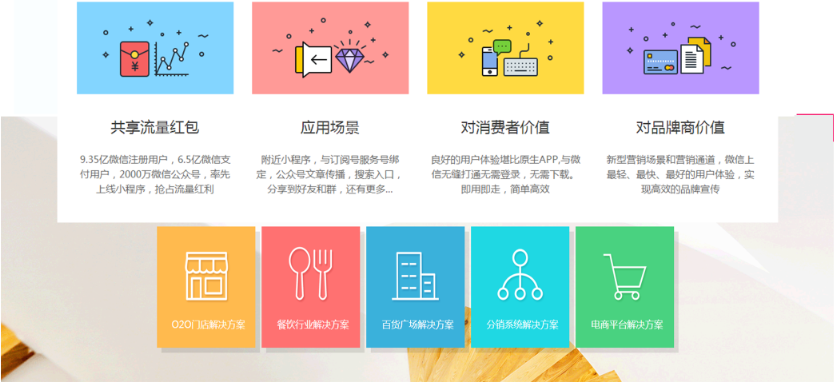 ¥
共享流量红包
9.35亿微信注册用户，6.5亿微信支
付用户，2000万微信公众号，率先
上线小程序，抢占流量红利
应用场景
附近小程序，与订阅号服务号绑
定，公众号文章传播，搜索入口，
分享到好友和群，还有更多...
对消费者价值
良好的用户体验堪比原生APP,与微
信无缝打通无需登录，无需下载。
即用即走，简单高效
对品牌商价值
新型营销场景和营销通道，微信上
最轻、最快、最好的用户体验，实
现高效的品牌宣传
O2O门店解决方案
餐饮行业解决方案
百货广场解决方案
分销系统解决方案
电商平台解决方案